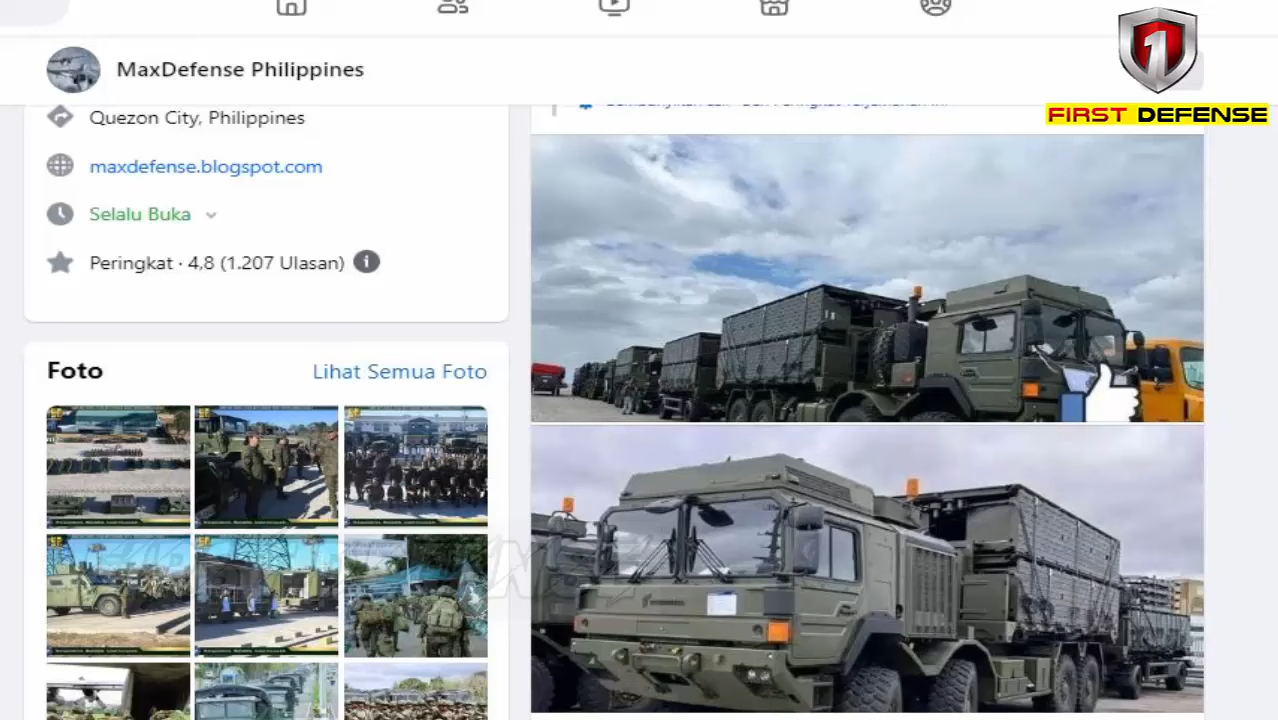 MaxDefense Philippines
FIRST DEFENSE
Quezon City, Philippines
maxdefense.blogspot.com
Selalu Buka
Peringkat · 4,8 (1.207 Ulasan)
Foto
Lihat Semua Foto